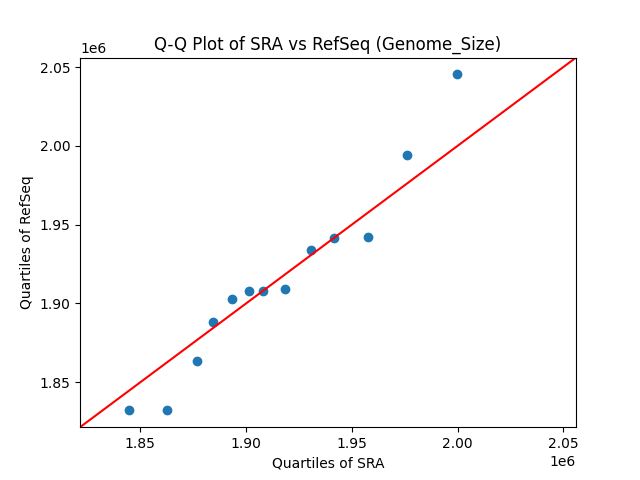 Q-Q Plot of SRA vs RefSeq (Genome_Size)
1e6
2.05
2.00
1.95
1.90
1.85
Quartiles of RefSeq
1.85 1.90 1.95 2.00 2.05
Quartiles of SRA
1e6